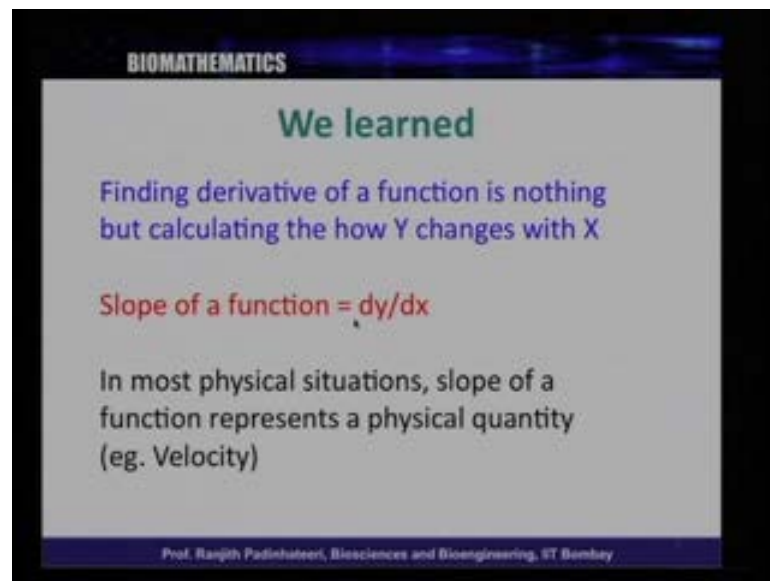 BIOMATHEMATICS
We learned
Finding derivative of a function is nothing
but calculating the how Y changes with X
Slope of a function = dy/dx
In most physical situations, slope of a
function represents a physical quantity
(eg. Velocity)
Prof. Ranjith Padinhateeri, Biosciences and Bioengineering, IIT Bombay